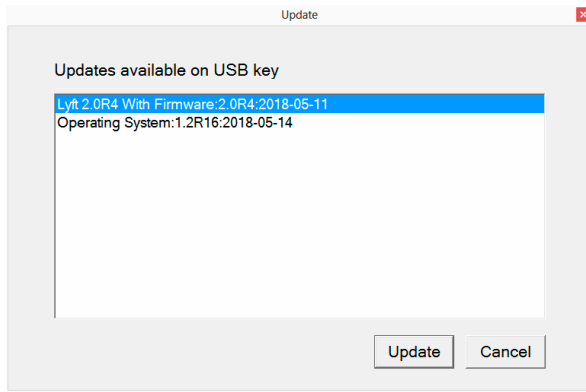 Update
Updates available on USB key
Lyft 2.0R4 With Firmware:2.0R4:2018-05-11
Operating System:1.2R16:2018-05-14
Update
Cancel